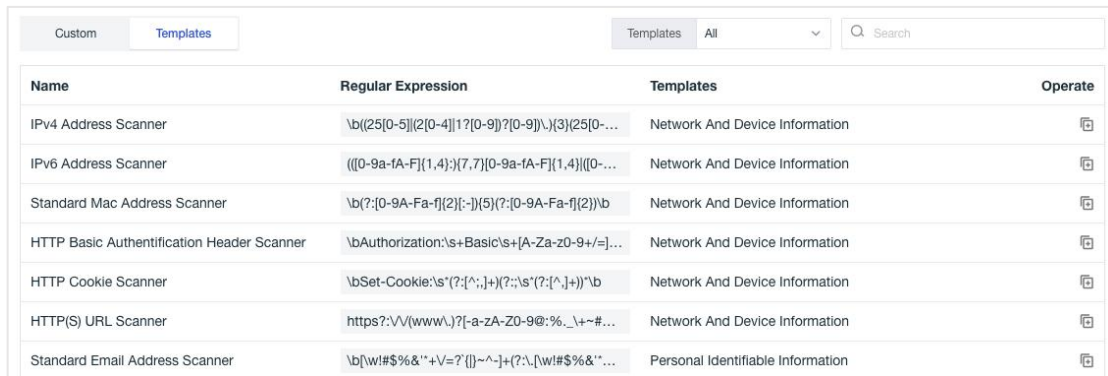 Custom Templates Templates All Search
Name Regular Expression Templates Operate
IPv4 Address Scanner \b((25[0-5]|(2[0-4]|1?[0-9])?[0-9])\.){3}(25[0-... Network And Device Information
IPv6 Address Scanner (([0-9a-fA-F]{1,4}:){7,7}[0-9a-fA-F]{1,4}|([0-... Network And Device Information
Standard Mac Address Scanner \b(?:[0-9A-Fa-f]{2}[:-]){5}(?:[0-9A-Fa-f]{2})\b Network And Device Information
HTTP Basic Authentification Header Scanner \bAuthorization:\s+Basic\s+[A-Za-z0-9+/=]... Network And Device Information
HTTP Cookie Scanner \bSet-Cookie:\s*(?:[^;,]+)(?:;\s*(?:[^,]+))*\b Network And Device Information
HTTP(S) URL Scanner https?:\/\/(www\.)?[-a-zA-Z0-9@:%._\+~#... Network And Device Information
Standard Email Address Scanner \b[\w!#$%&'*+\/=?`{|}~^-]+(?:\.[\w!#$%&'*... Personal Identifiable Information